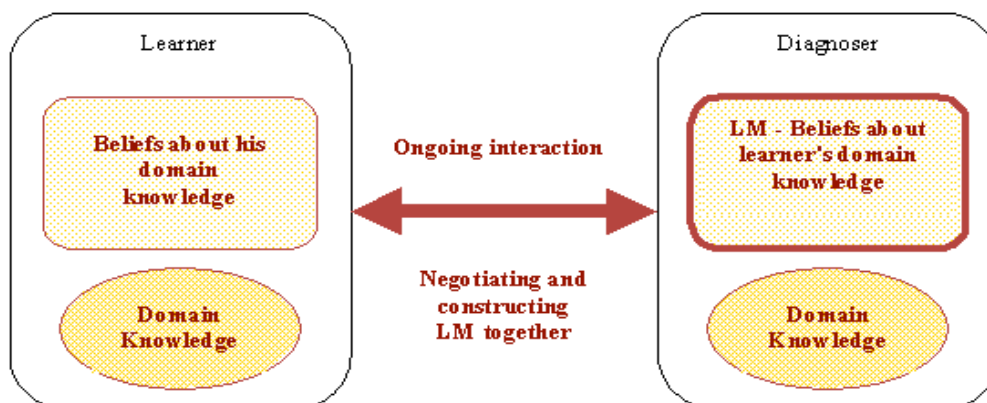 Learner
Beliefs about his
domain
knowledge
Domain
Knowledge
Ongoing interaction
Negotiating and
constructing
LM together
Diagnoser
LM - Beliefs about
learner's domain
knowledge
Domain
Knowledge